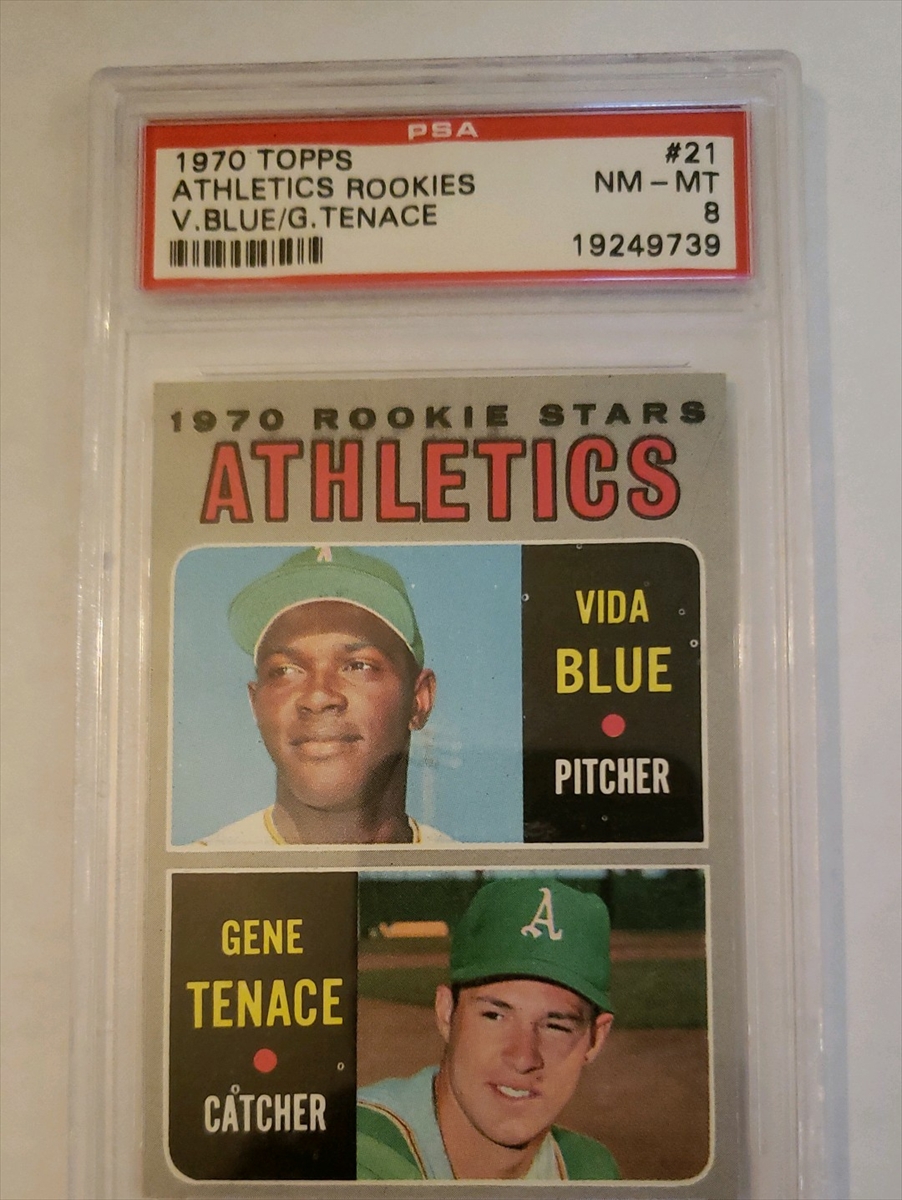 PSA
1970 TOPPS #21
ATHLETICS ROOKIES NM - MT
V.BLUE/G.TENACE 8
19249739
1970 ROOKIE STARS
ATHLETICS
A
VIDA
BLUE
PITCHER
GENE
TENACE
CATCHER
A